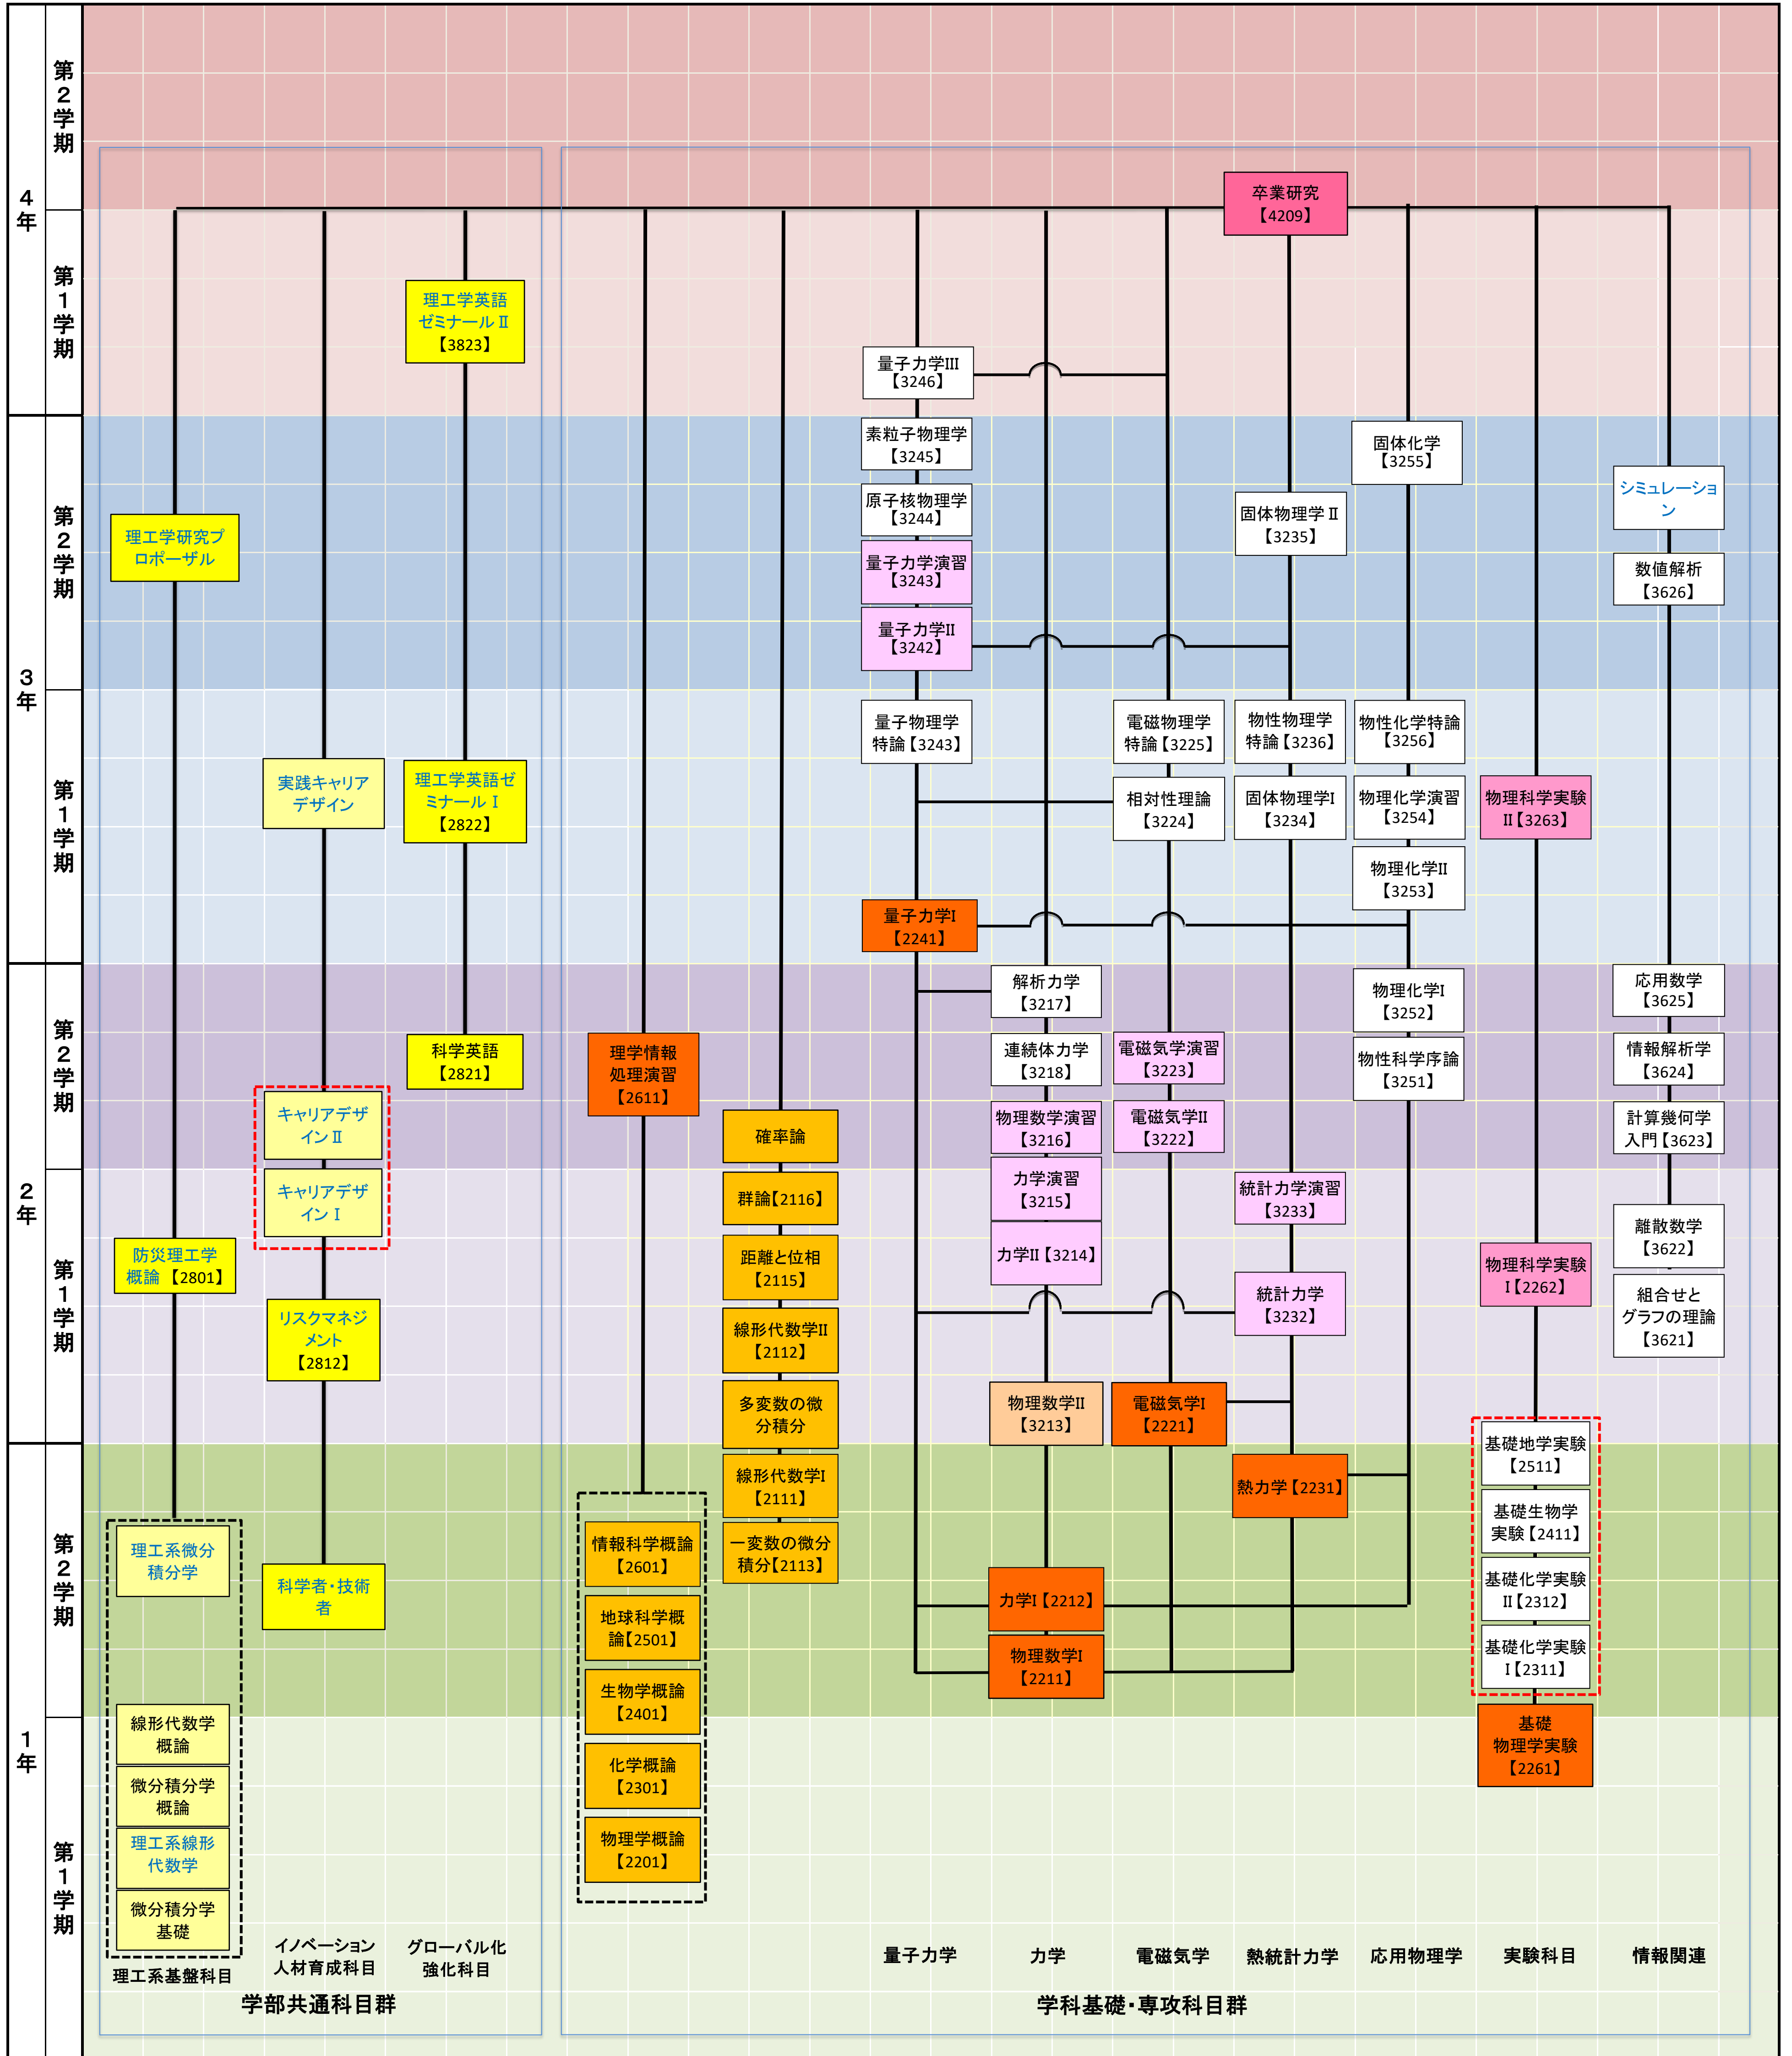 第2学期
4年
卒業研究
【4209】
第1学期
理工学英語
ゼミナールⅡ
【3823】
量子力学III
【3246】
3年
第2学期
素粒子物理学
【3245】
固体化学
【3255】
原子核物理学
【3244】
固体物理学Ⅱ
【3235】
シミュレーショ
ン
理工学研究プ
ロポーザル
量子力学演習
【3243】
数値解析
【3626】
量子力学II
【3242】
第1学期
量子物理学
特論【3243】
電磁物理学
特論【3225】
物性物理学
特論【3236】
物性化学特論
【3256】
実践キャリア
デザイン
理工学英語ゼ
ミナールⅠ
【2822】
相対性理論
【3224】
固体物理学I
【3234】
物理化学演習
【3254】
物理科学実験
II【3263】
物理化学II
【3253】
量子力学I
【2241】
2年
第2学期
解析力学
【3217】
物理化学I
【3252】
応用数学
【3625】
科学英語
【2821】
理学情報
処理演習
【2611】
連続体力学
【3218】
電磁気学演習
【3223】
物性科学序論
【3251】
情報解析学
【3624】
キャリアデザ
インⅡ
確率論
物理数学演習
【3216】
電磁気学II
【3222】
計算幾何学
入門【3623】
第1学期
キャリアデザ
インⅠ
群論【2116】
力学演習
【3215】
統計力学演習
【3233】
離散数学
【3622】
防災理工学
概論【2801】
距離と位相
【2115】
力学II【3214】
統計力学
【3232】
物理科学実験
I【2262】
組合せと
グラフの理論
【3621】
リスクマネジ
メント
【2812】
線形代数学II
【2112】
多変数の微
分積分
物理数学II
【3213】
電磁気学I
【2221】
1年
第2学期
線形代数学I
【2111】
熱力学【2231】
基礎地学実験
【2511】
基礎生物学
実験【2411】
理工系微分
積分学
科学者・技術
者
情報科学概論
【2601】
一変数の微分
積分【2113】
力学I【2212】
基礎化学実験
II【2312】
地球科学概
論【2501】
物理数学I
【2211】
基礎化学実験
I【2311】
生物学概論
【2401】
線形代数学
概論
基礎
物理学実験
【2261】
第1学期
微分積分学
概論
化学概論
【2301】
理工系線形
代数学
物理学概論
【2201】
微分積分学
基礎
理工系基盤科目
イノベーション
人材育成科目
グローバル化
強化科目
量子力学
力学
電磁気学
熱統計力学
応用物理学
実験科目
情報関連
学部共通科目群
学科基礎・専攻科目群